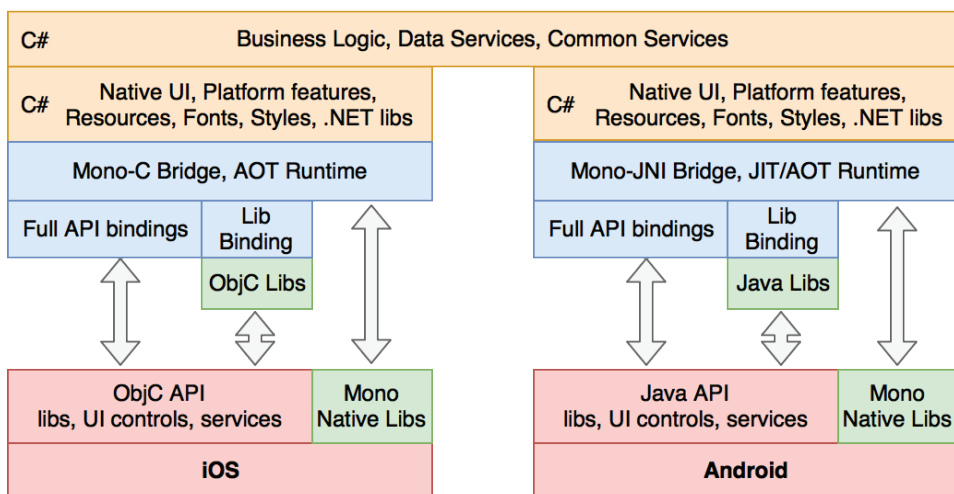 C#
Business Logic, Data Services, Common Services
C#
Native UI, Platform features,
Resources, Fonts, Styles, .NET libs
Mono-C Bridge, AOT Runtime
Full API bindings
Lib
Binding
ObjC Libs
ObjC API
libs, UI controls, services
Mono
Native Libs
iOS
C#
Native UI, Platform features,
Resources, Fonts, Styles, .NET libs
Mono-JNI Bridge, JIT/AOT Runtime
Full API bindings
Lib
Binding
Java Libs
Java API
libs, UI controls, services
Mono
Native Libs
Android